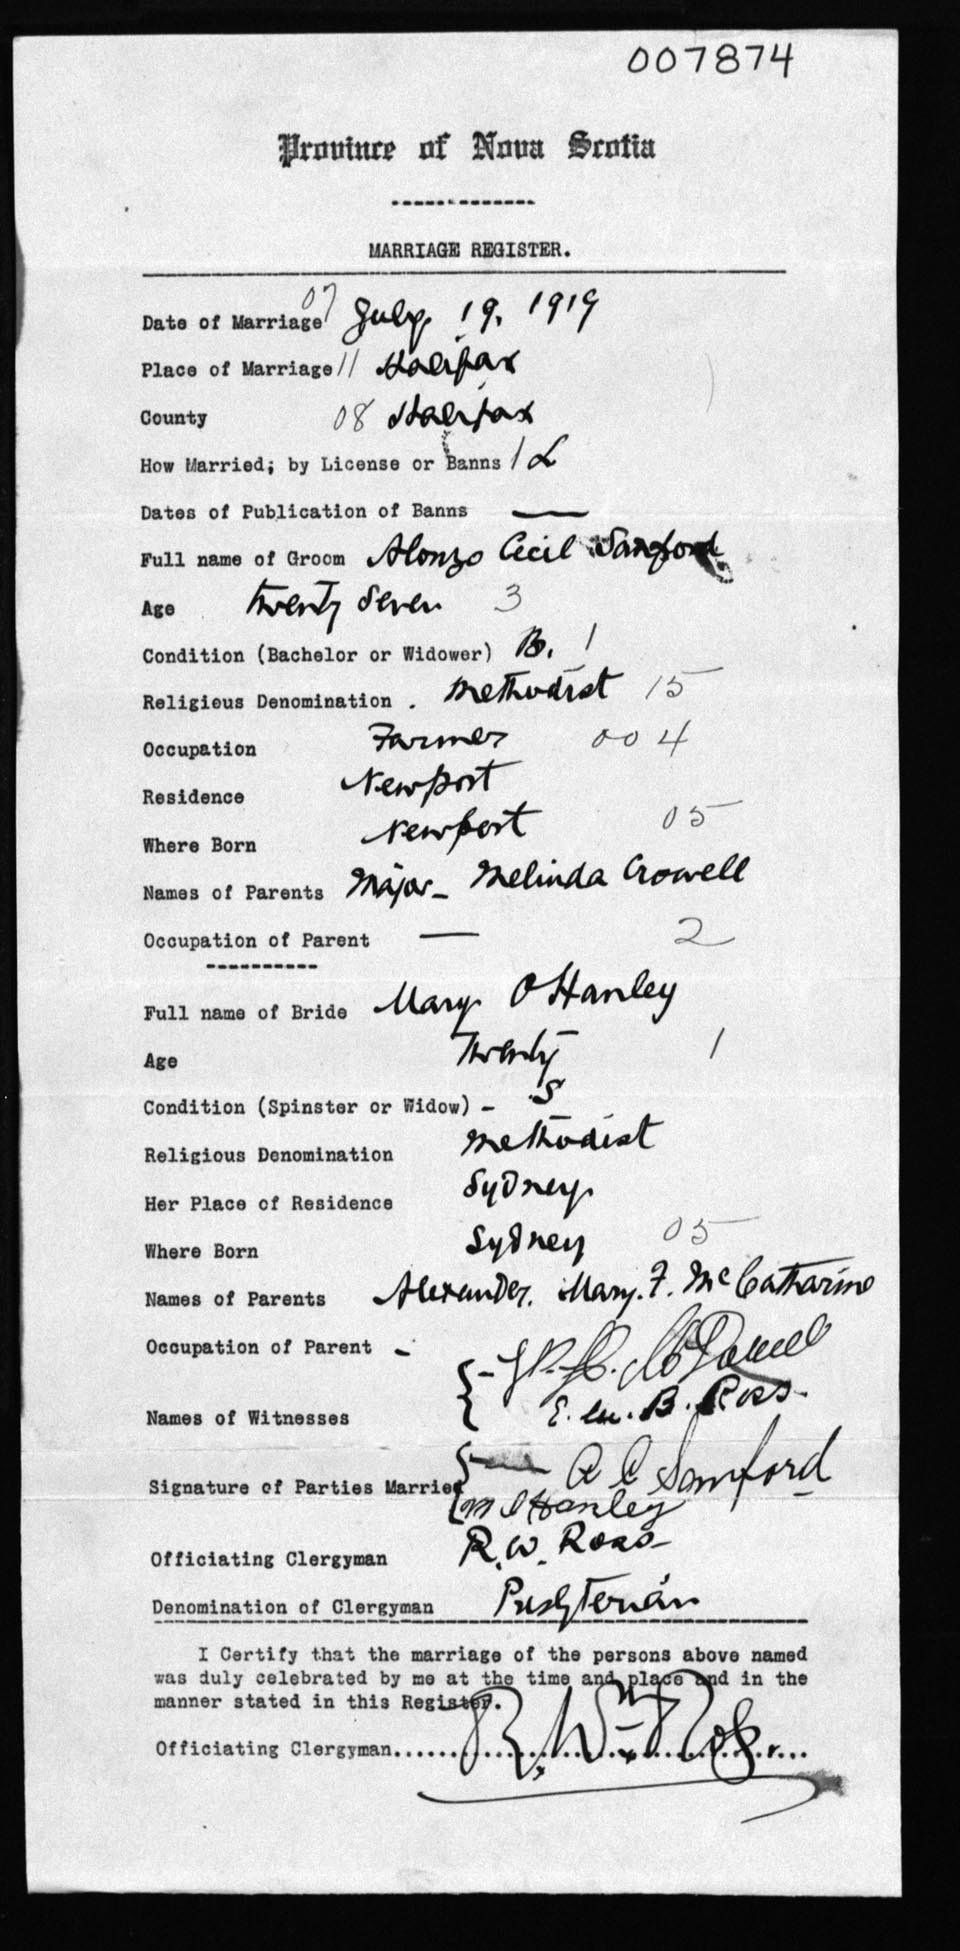 007874
Province of Nova Scotia
-------------
MARRIAGE REGISTER.
Date of Marriage 07 July, 19, 1919
Place of Marriage 11 Halifax
County 08 Halifax
How Married; by License or Banns 1 L
Dates of Publication of Banns —
Full name of Groom Alonzo Cecil Sanford
Age twenty seven 3
Condition (Bachelor or Widower) B. 1
Religious Denomination . Methodist 15
Occupation Farmer 004
Residence Newport
Where Born Newport 05
Names of Parents Major - Melinda Crowell
Occupation of Parent — 2
----------
Full name of Bride Mary O'Hanley
Age Twenty 1
Condition (Spinster or Widow) - S
Religious Denomination Methodist
Her Place of Residence Sydney
Where Born Sydney 05
Names of Parents Alexander. Mary. F. McCatharine
Occupation of Parent -
Names of Witnesses
E. M. B. Ross
Signature of Parties Married A C Sanford
M O'Hanley
Officiating Clergyman R. W. Ross
Denomination of Clergyman Presbyterian
I Certify that the marriage of the persons above named
was duly celebrated by me at the time and place and in the
manner stated in this Register.
Officiating Clergyman R. Wm Ross